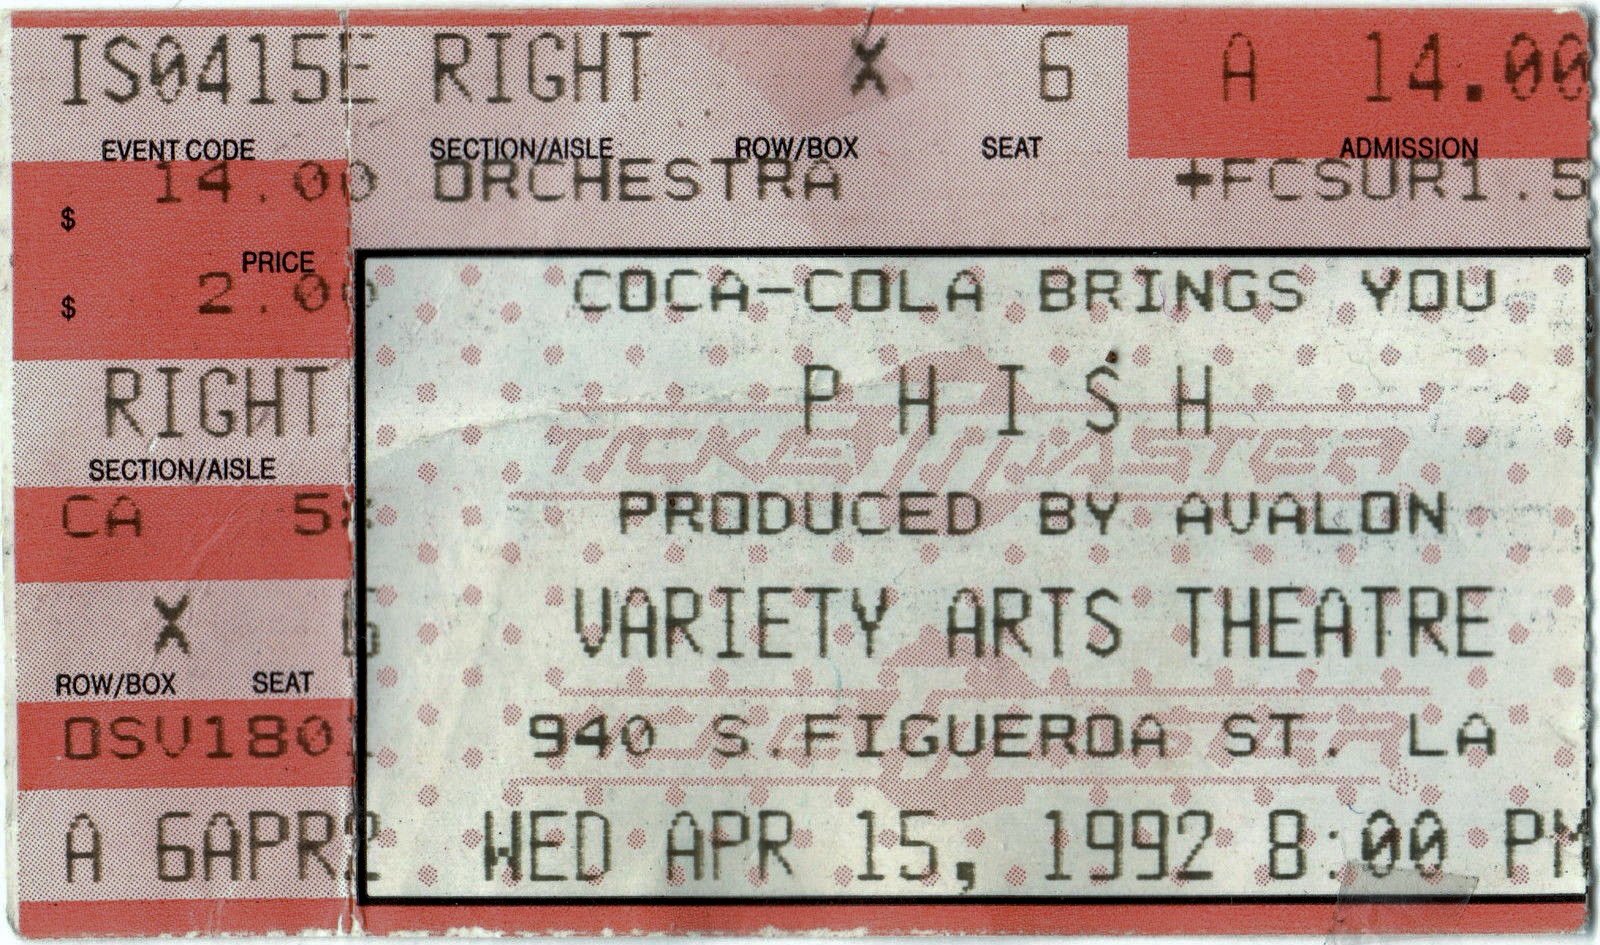 IS0415E RIGHT X 6 A 14.00
EVENT CODE SECTION/AISLE ROW/BOX SEAT ADMISSION
$ 14.00 ORCHESTRA +FCSUR1.5
PRICE
$ 2.00
COCA-COLA BRINGS YOU
RIGHT
P H I S H
SECTION/AISLE
TICKETMASTER
CA
PRODUCED BY AVALON
X 6
VARIETY ARTS THEATRE
ROW/BOX SEAT
OSV1801
940 S.FIGUEROA ST. LA
A 6APR2
WED APR 15, 1992 8:00 PM